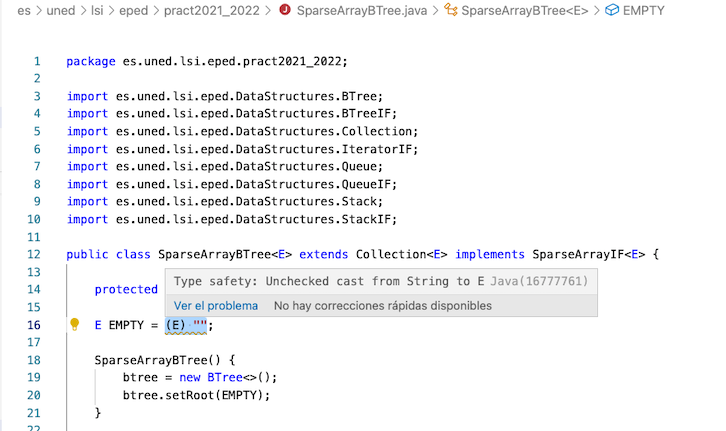 es > uned > lsi > eped > pract2021_2022 > J SparseArrayBTree.java > SparseArrayBTree<E> > EMPTY
1 package es.uned.lsi.eped.pract2021_2022;
2
3 import es.uned.lsi.eped.DataStructures.BTree;
4 import es.uned.lsi.eped.DataStructures.BTreeIF;
5 import es.uned.lsi.eped.DataStructures.Collection;
6 import es.uned.lsi.eped.DataStructures.IteratorIF;
7 import es.uned.lsi.eped.DataStructures.Queue;
8 import es.uned.lsi.eped.DataStructures.QueueIF;
9 import es.uned.lsi.eped.DataStructures.Stack;
10 import es.uned.lsi.eped.DataStructures.StackIF;
11
12 public class SparseArrayBTree<E> extends Collection<E> implements SparseArrayIF<E> {
13
Type safety: Unchecked cast from String to E Java(16777761)
14 protected
Ver el problema No hay correcciones rápidas disponibles
15
16 E EMPTY = (E) "";
17
18 SparseArrayBTree() {
19 btree = new BTree<>();
20 btree.setRoot(EMPTY);
21 }
22